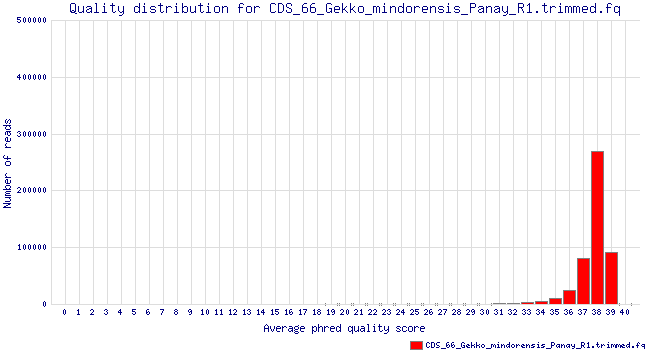 Quality distribution for CDS_66_Gekko_mindorensis_Panay_R1.trimmed.fq
500000
400000
300000
200000
100000
0
Number of reads
0 1 2 3 4 5 6 7 8 9 10 11 12 13 14 15 16 17 18 19 20 21 22 23 24 25 26 27 28 29 30 31 32 33 34 35 36 37 38 39 40
Average phred quality score
CDS_66_Gekko_mindorensis_Panay_R1.trimmed.fq